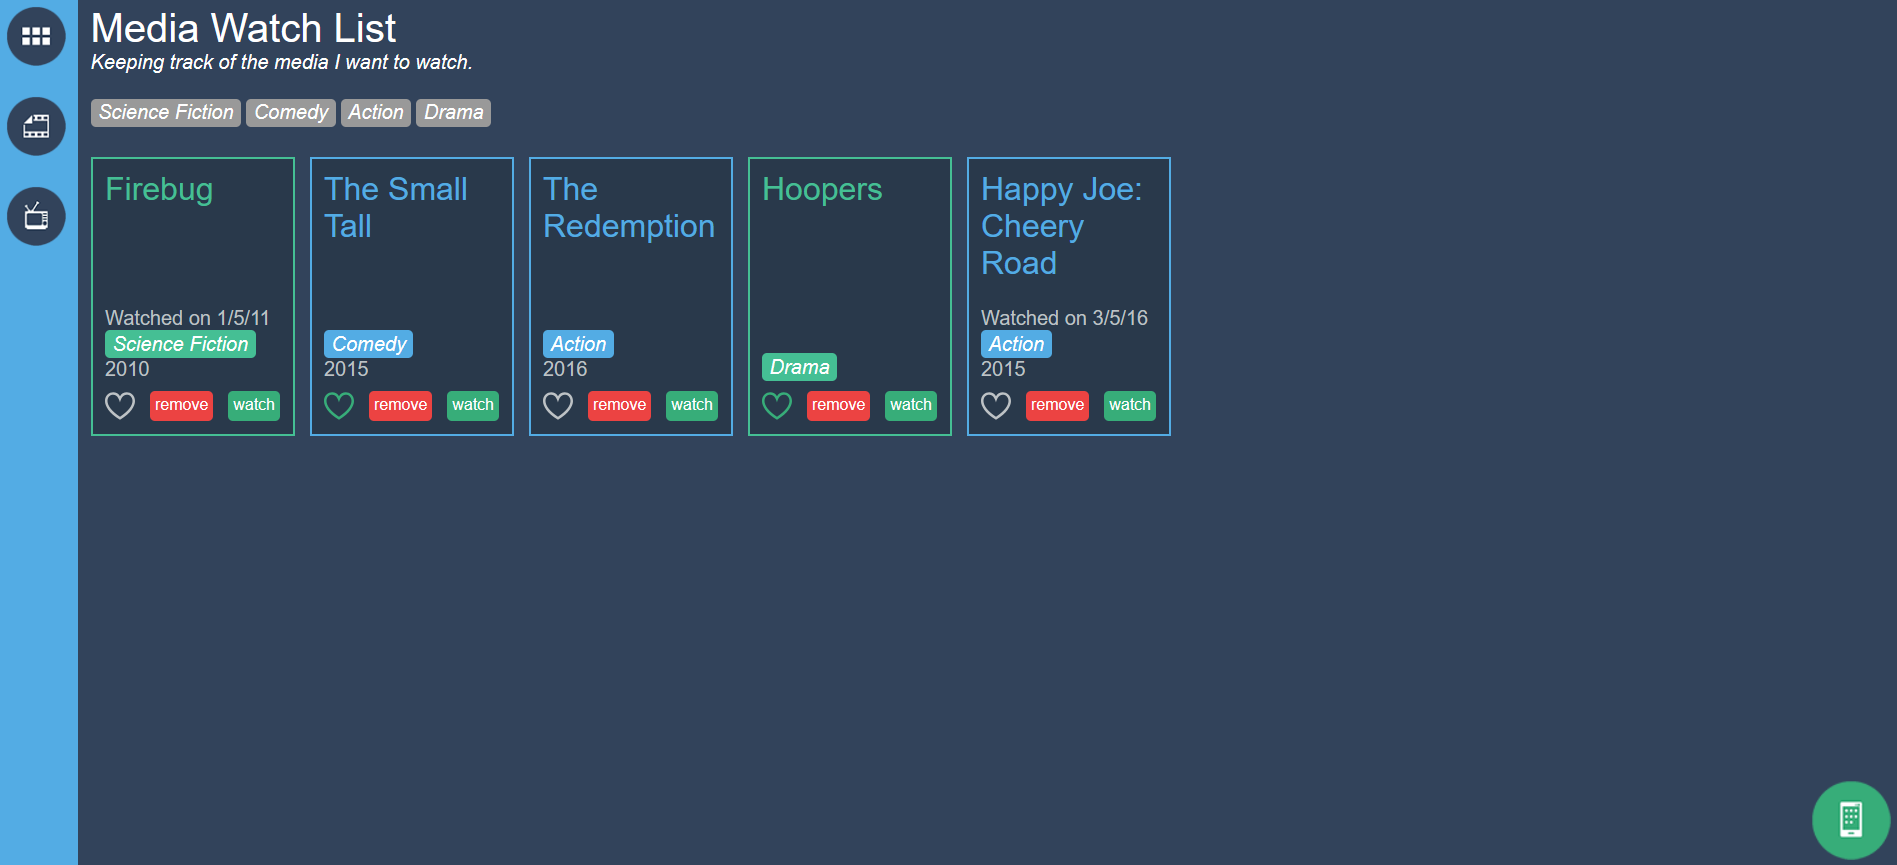 Media Watch List
Keeping track of the media I want to watch.
Science Fiction Comedy Action Drama
Firebug
Watched on 1/5/11
Science Fiction
2010
remove watch
The Small
Tall
Comedy
2015
remove watch
The
Redemption
Action
2016
remove watch
Hoopers
Drama
remove watch
Happy Joe:
Cheery
Road
Watched on 3/5/16
Action
2015
remove watch